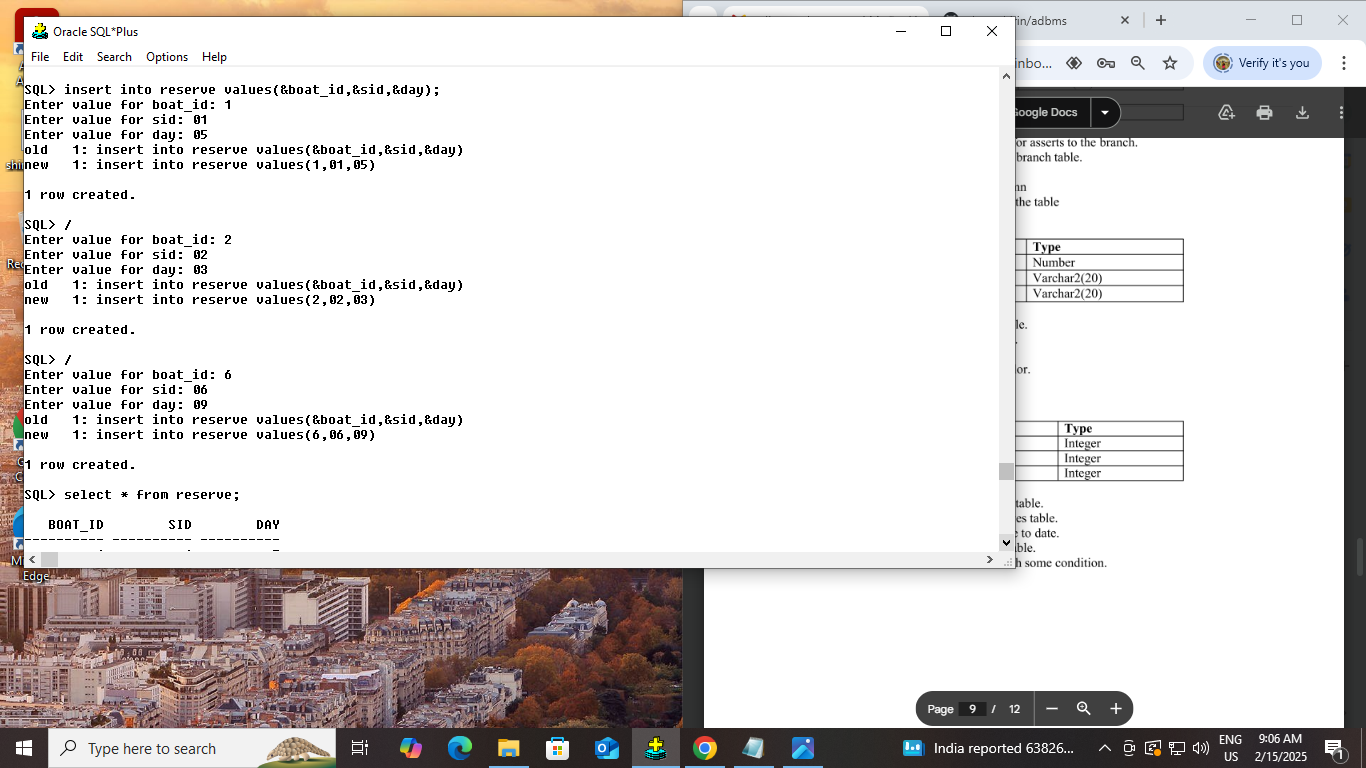 Oracle SQL*Plus
File Edit Search Options Help
SQL> insert into reserve values(&boat_id,&sid,&day);
Enter value for boat_id: 1
Enter value for sid: 01
Enter value for day: 05
old   1: insert into reserve values(&boat_id,&sid,&day)
new   1: insert into reserve values(1,01,05)
1 row created.
SQL> /
Enter value for boat_id: 2
Enter value for sid: 02
Enter value for day: 03
old   1: insert into reserve values(&boat_id,&sid,&day)
new   1: insert into reserve values(2,02,03)
1 row created.
SQL> /
Enter value for boat_id: 6
Enter value for sid: 06
Enter value for day: 09
old   1: insert into reserve values(&boat_id,&sid,&day)
new   1: insert into reserve values(6,06,09)
1 row created.
SQL> select * from reserve;
BOAT_ID SID DAY
---------- ---------- ----------
Edge
in/adbms
inbo...
Verify it's you
Google Docs
or asserts to the branch.
branch table.
the table
Type
Number
Varchar2(20)
Varchar2(20)
le.
or.
Type
Integer
Integer
Integer
table.
es table.
e to date.
ble.
h some condition.
Page 9 / 12
Type here to search
India reported 63826...
ENG
US
9:06 AM
2/15/2025
1